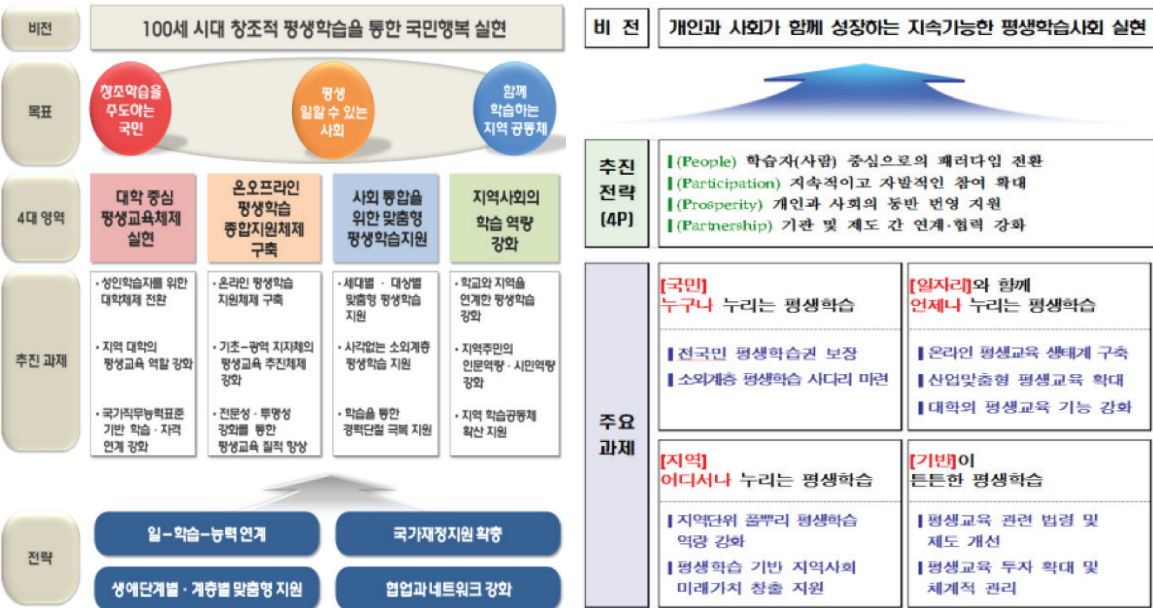 비전
100세 시대 창조적 평생학습을 통한 국민행복 실현
목표
창조학습을
주도하는
국민
평생
일할 수 있는
사회
함께
학습하는
지역 공동체
4대 영역
대학 중심
평생교육체제
실현
온오프라인
평생학습
종합지원체제
구축
사회 통합을
위한 맞춤형
평생학습지원
지역사회의
학습 역량
강화
추진 과제
· 성인학습자를 위한
대학체제 전환
· 지역 대학의
평생교육 역할 강화
· 국가직무능력표준
기반 학습 · 자격
연계 강화
· 온라인 평생학습
지원체제 구축
· 기초-광역 지자체의
평생교육 추진체제
강화
· 전문성 · 투명성
강화를 통한
평생교육 질적 향상
· 세대별 · 대상별
맞춤형 평생학습
지원
· 사각없는 소외계층
평생학습 지원
· 학습을 통한
경력단절 극복 지원
· 학교와 지역을
연계한 평생학습
강화
· 지역주민의
인문역량 · 시민역량
강화
· 지역 학습공동체
확산 지원
전략
일-학습-능력 연계
국가재정지원 확충
생애단계별 · 계층별 맞춤형 지원
협업과 네트워크 강화
비 전
개인과 사회가 함께 성장하는 지속가능한 평생학습사회 실현
추진
전략
(4P)
(People) 학습자(사람) 중심으로의 패러다임 전환
(Participation) 지속적이고 자발적인 참여 확대
(Prosperity) 개인과 사회의 동반 번영 지원
(Partnership) 기관 및 제도 간 연계·협력 강화
주요
과제
[국민]
누구나 누리는 평생학습
전국민 평생학습권 보장
소외계층 평생학습 사다리 마련
[일자리]와 함께
언제나 누리는 평생학습
온라인 평생교육 생태계 구축
산업맞춤형 평생교육 확대
대학의 평생교육 기능 강화
[지역]
어디서나 누리는 평생학습
지역단위 풀뿌리 평생학습
역량 강화
평생학습 기반 지역사회
미래가치 창출 지원
[기반]이
튼튼한 평생학습
평생교육 관련 법령 및
제도 개선
평생교육 투자 확대 및
체계적 관리